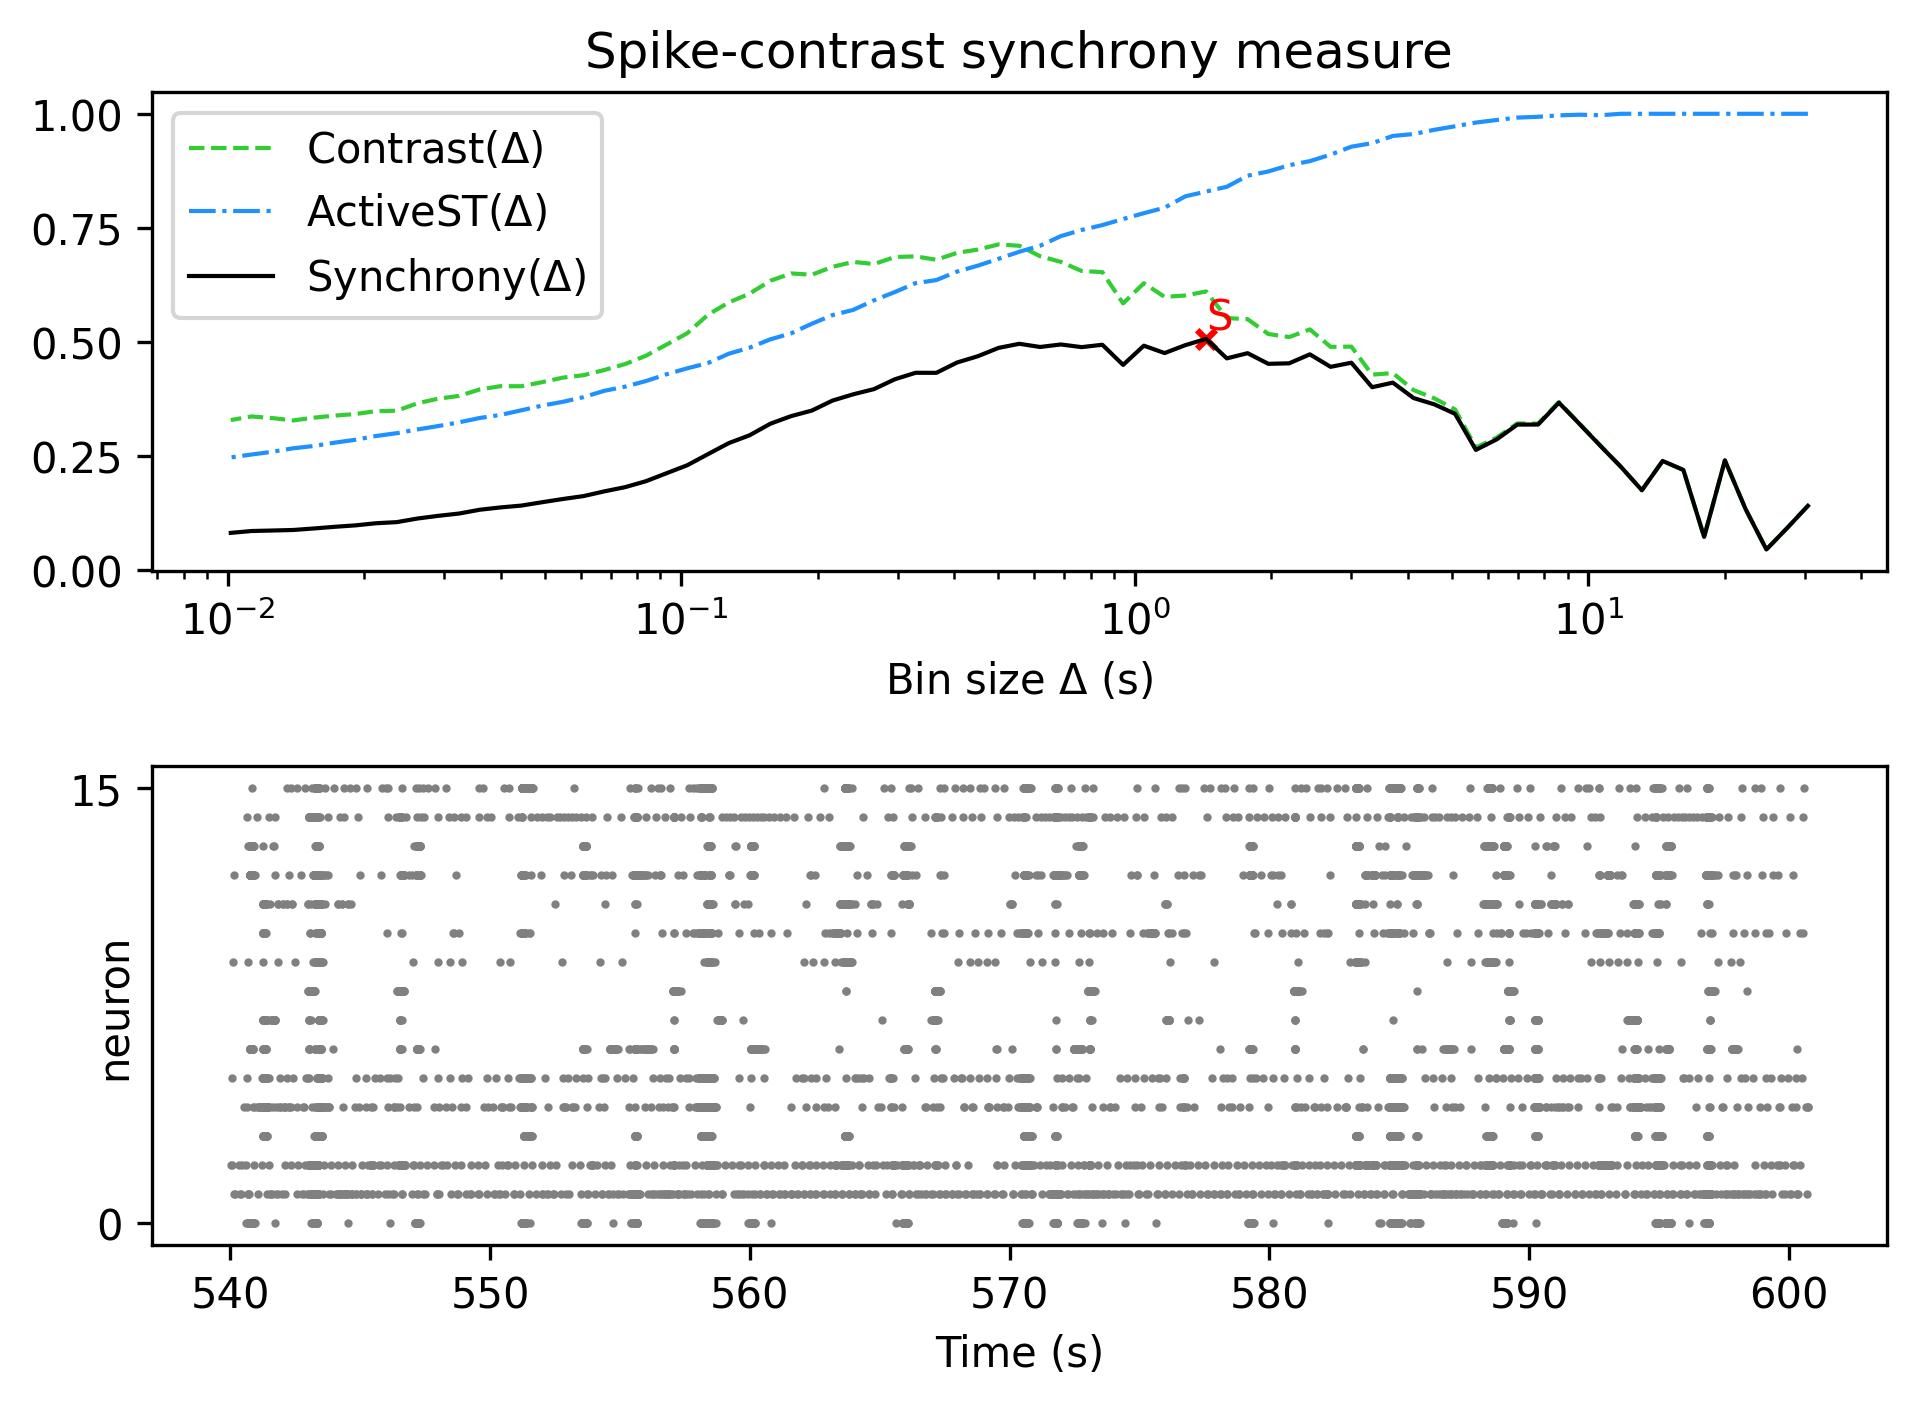 Spike-contrast synchrony measure
1.00
0.75
0.50
0.25
0.00
Contrast(Δ)
ActiveST(Δ)
Synchrony(Δ)
S
10⁻² 10⁻¹ 10⁰ 10¹
Bin size Δ (s)
15
0
neuron
540 550 560 570 580 590 600
Time (s)